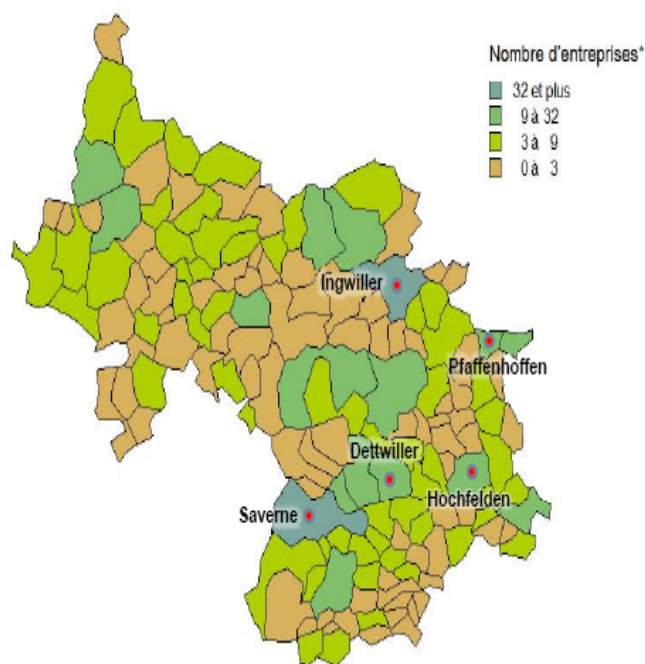 Nombre d'entreprises*
32 et plus
9 à 32
3 à 9
0 à 3
Ingwiller
Pfaffenhoffen
Dettwiller
Hochfelden
Saverne